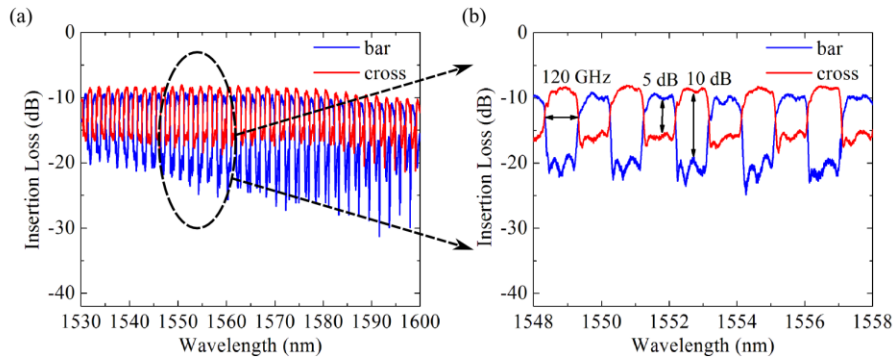 (a)
0
-10
-20
-30
-40
Insertion Loss (dB)
bar
cross
1530 1540 1550 1560 1570 1580 1590 1600
Wavelength (nm)
(b)
0
-10
-20
-30
-40
Insertion Loss (dB)
bar
cross
120 GHz
5 dB
10 dB
1548 1550 1552 1554 1556 1558
Wavelength (nm)